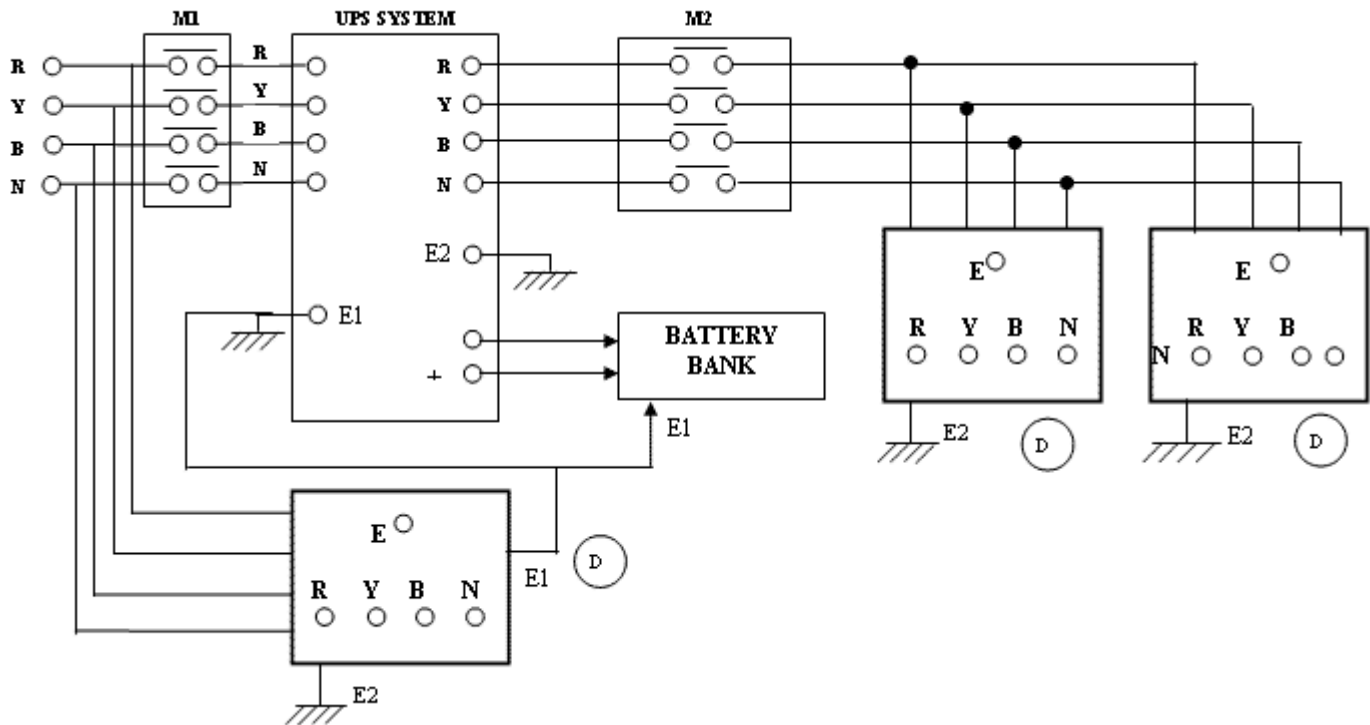 M1 UPS SYSTEM M2
R R R
Y Y Y
B B B
N N N
E2
E E
E1
BATTERY
BANK
R Y B N R Y B
N
+
E1
E2 D E2 D
E
D
E1
R Y B N
E2